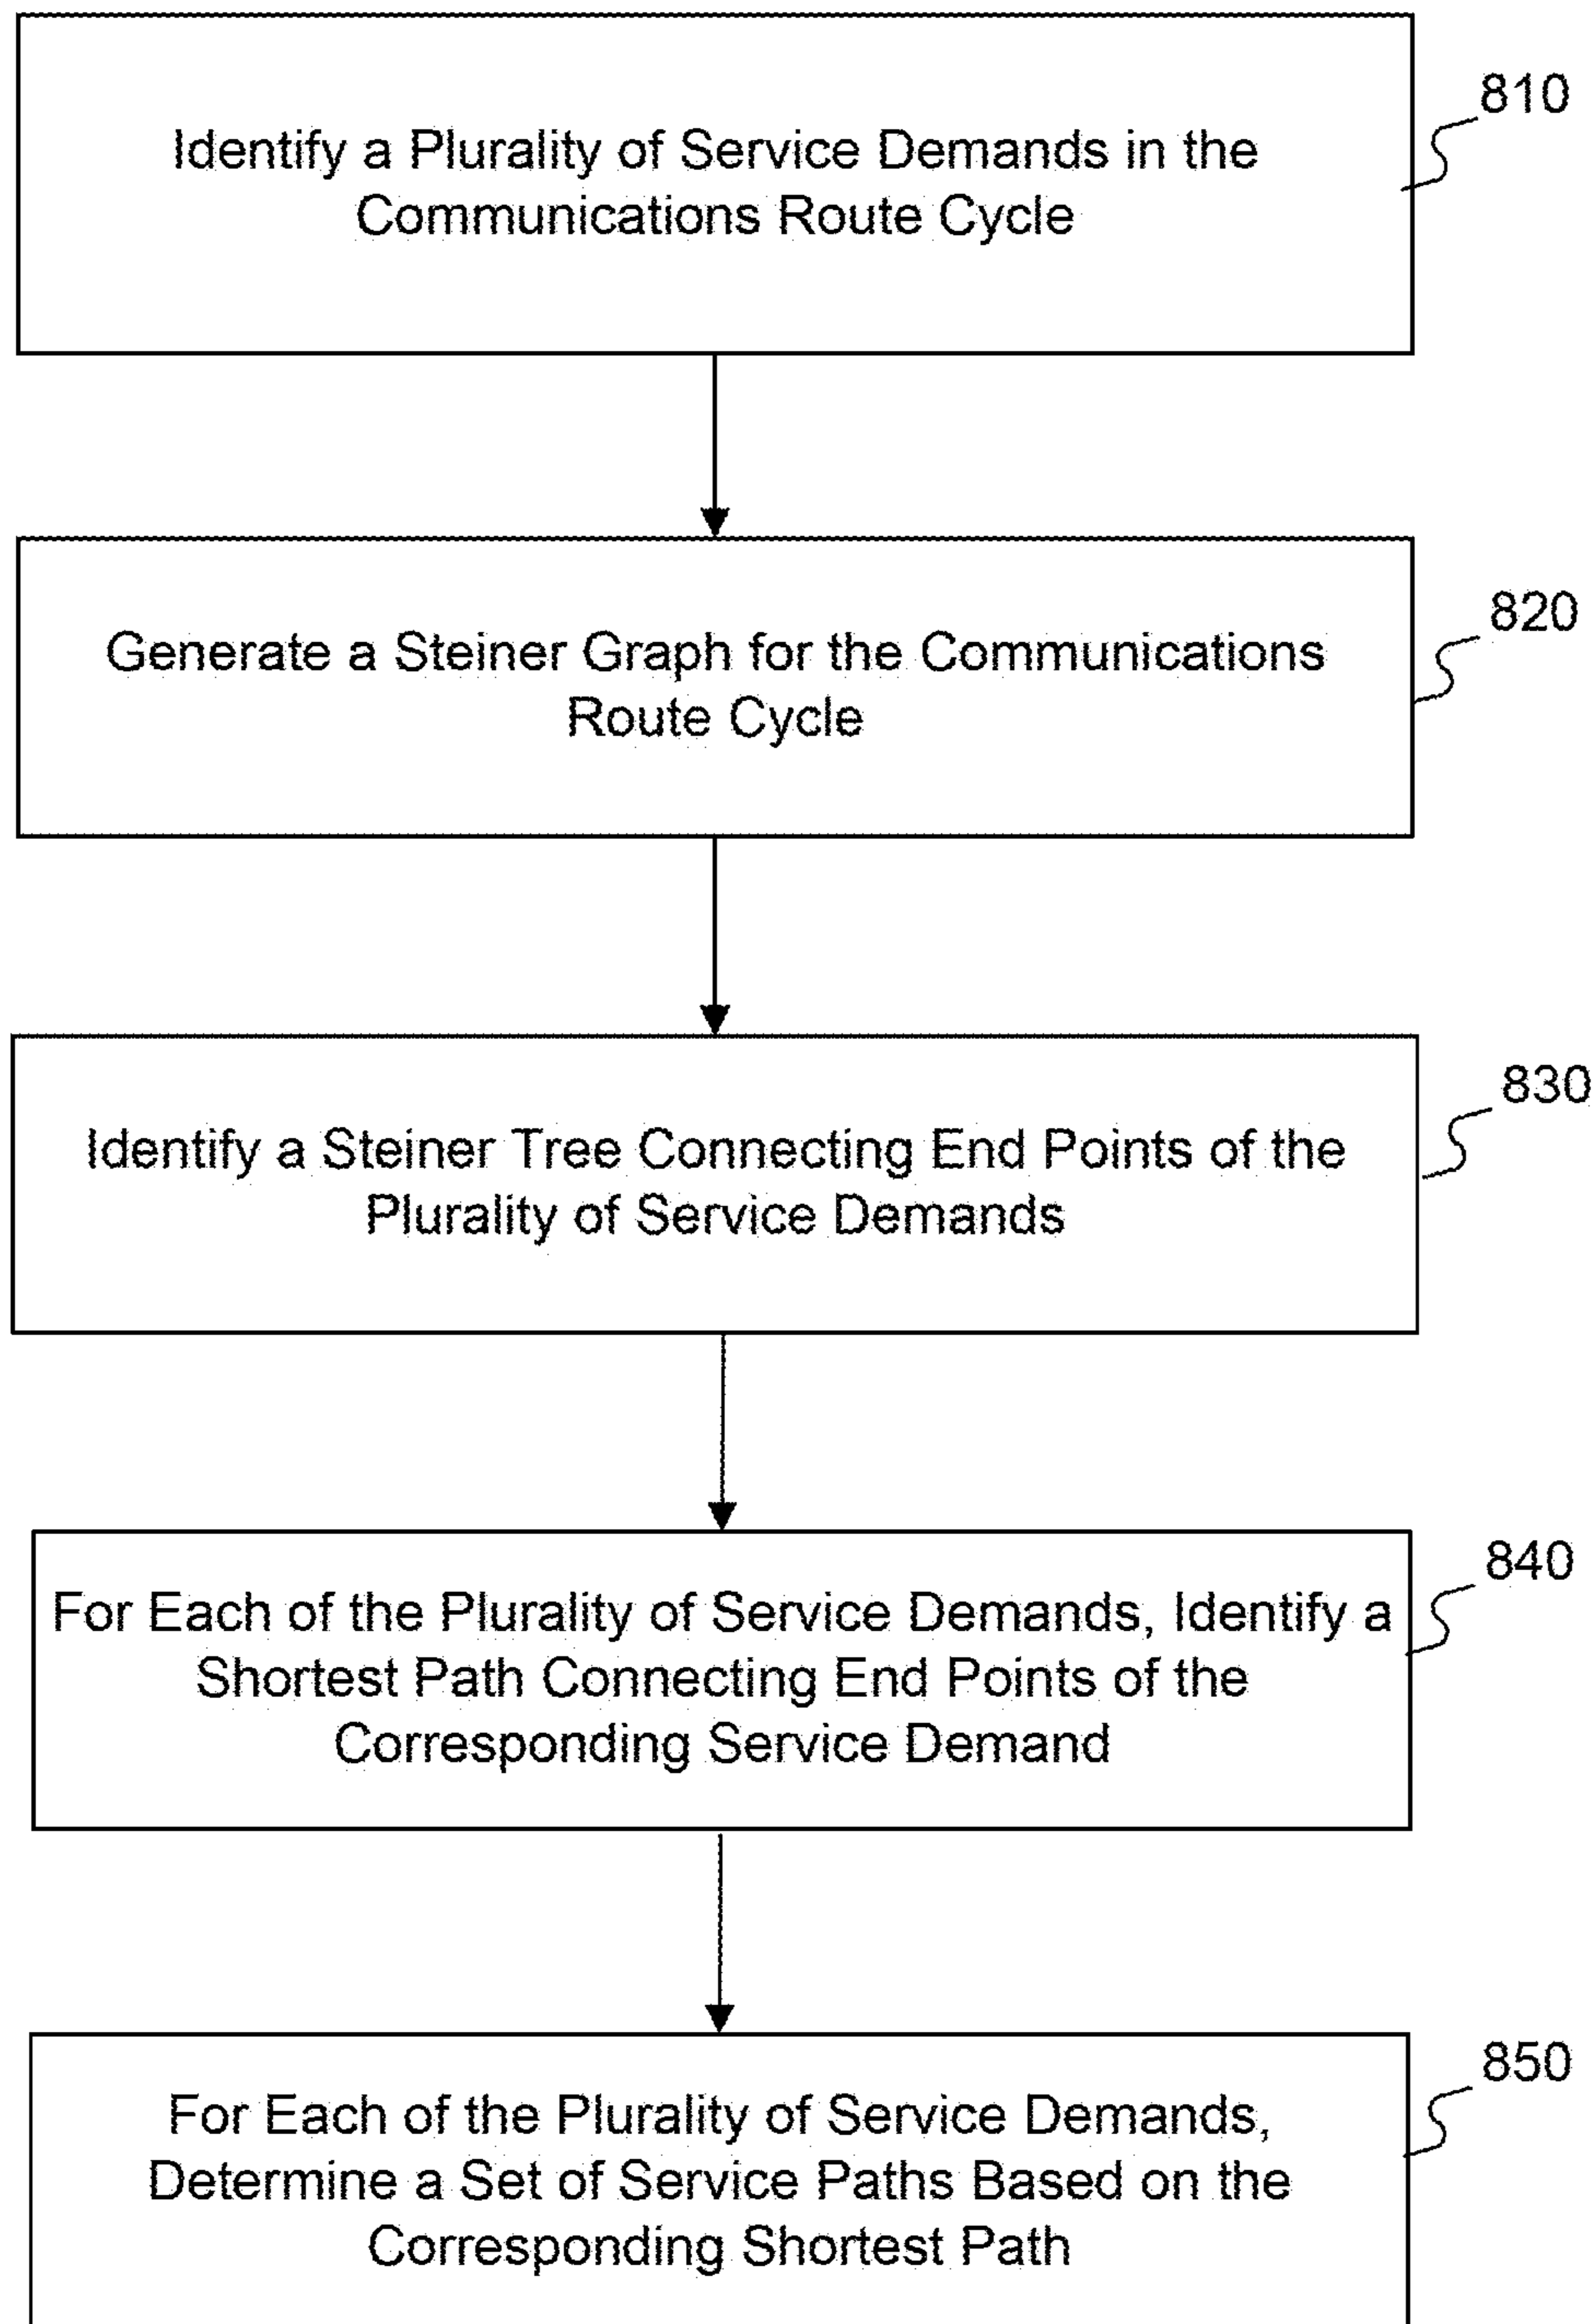 Identify a Plurality of Service Demands in the
Communications Route Cycle
810
Generate a Steiner Graph for the Communications
Route Cycle
820
Identify a Steiner Tree Connecting End Points of the
Plurality of Service Demands
830
For Each of the Plurality of Service Demands, Identify a
Shortest Path Connecting End Points of the
Corresponding Service Demand
840
For Each of the Plurality of Service Demands,
Determine a Set of Service Paths Based on the
Corresponding Shortest Path
850